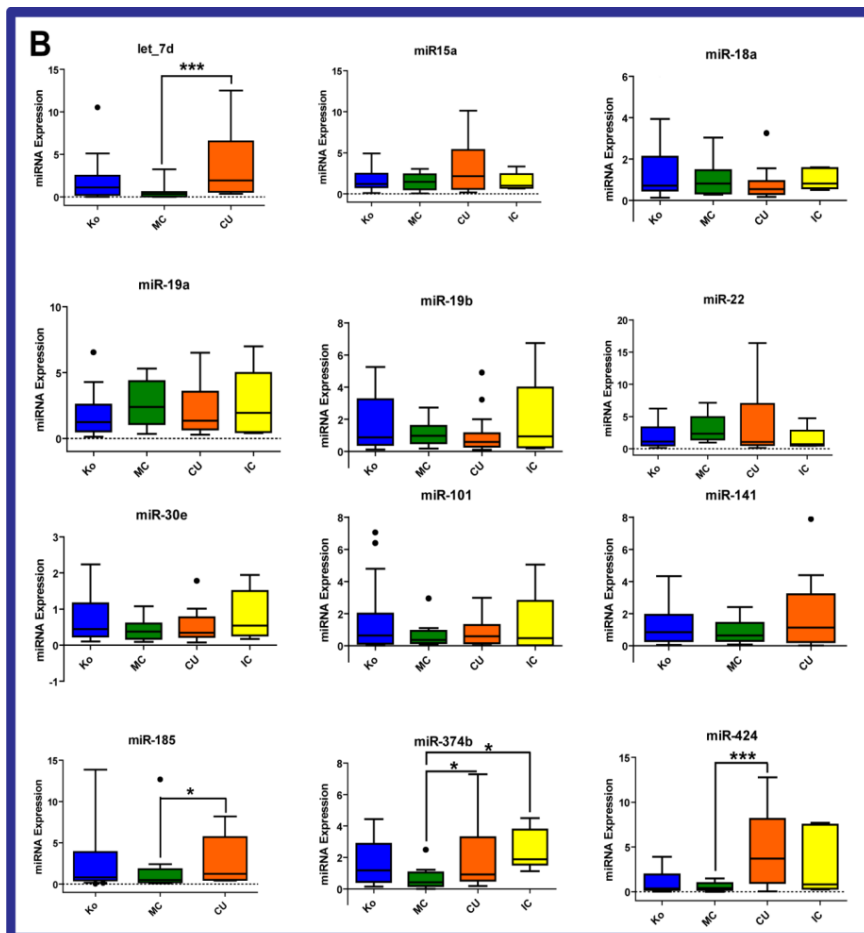 B
let_7d
miR15a
miR-18a
***
miRNA Expression
15
10
5
0
Ko
MC
CU
miRNA Expression
15
10
5
0
Ko
MC
CU
IC
miRNA Expression
6
4
2
0
Ko
MC
CU
IC
miR-19a
miR-19b
miR-22
miRNA Expression
10
5
0
Ko
MC
CU
IC
miRNA Expression
8
6
4
2
0
Ko
MC
CU
IC
miRNA Expression
20
15
10
5
0
Ko
MC
CU
IC
miR-30e
miR-101
miR-141
miRNA Expression
3
2
1
0
-1
Ko
MC
CU
IC
miRNA Expression
8
6
4
2
0
Ko
MC
CU
IC
miRNA Expression
8
6
4
2
0
Ko
MC
CU
miR-185
miR-374b
miR-424
*
miRNA Expression
15
10
5
0
Ko
MC
CU
*
*
miRNA Expression
8
6
4
2
0
Ko
MC
CU
IC
***
miRNA Expression
15
10
5
0
Ko
MC
CU
IC